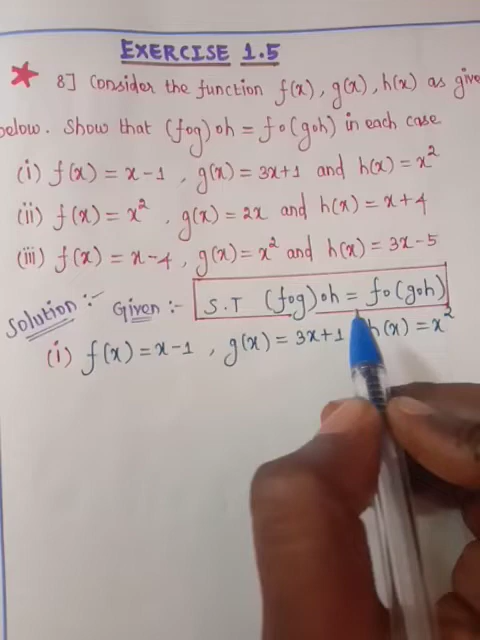 EXERCISE 1.5
★ 8] Consider the function f(x), g(x), h(x) as give
below. Show that (fog)oh = fo(goh) in each case
(i) f(x) = x-1 , g(x) = 3x+1 and h(x) = x²
(ii) f(x) = x² , g(x) = 2x and h(x) = x+4
(iii) f(x) = x-4, g(x) = x² and h(x) = 3x-5
Solution:- Given :- S.T (fog)oh = fo(goh)
(i) f(x) = x-1 , g(x) = 3x+1 h(x) = x²